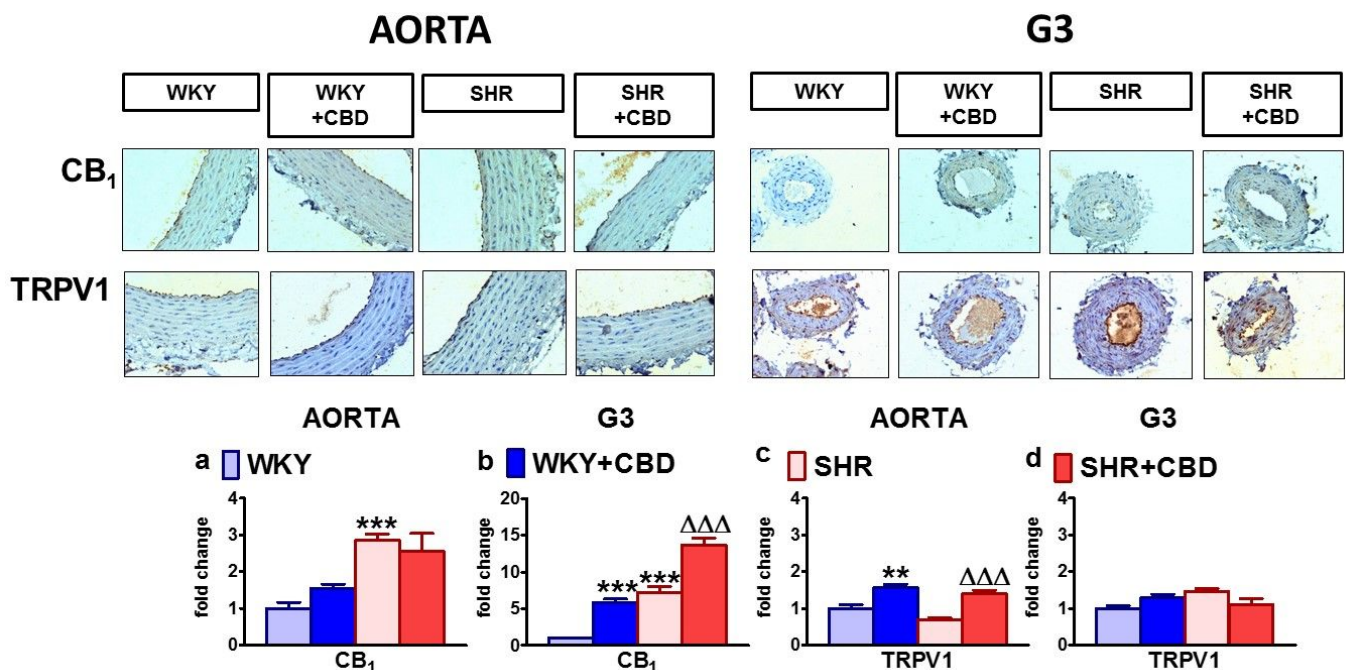 AORTA G3
WKY WKY +CBD SHR SHR +CBD WKY WKY +CBD SHR SHR +CBD
CB₁
TRPV1
AORTA G3 AORTA G3
a WKY b WKY+CBD c SHR d SHR+CBD
fold change
4
3
2
1
0
***
CB₁
fold change
20
15
10
5
0
*** *** ΔΔΔ
CB₁
fold change
4
3
2
1
0
** ΔΔΔ
TRPV1
fold change
4
3
2
1
0
TRPV1